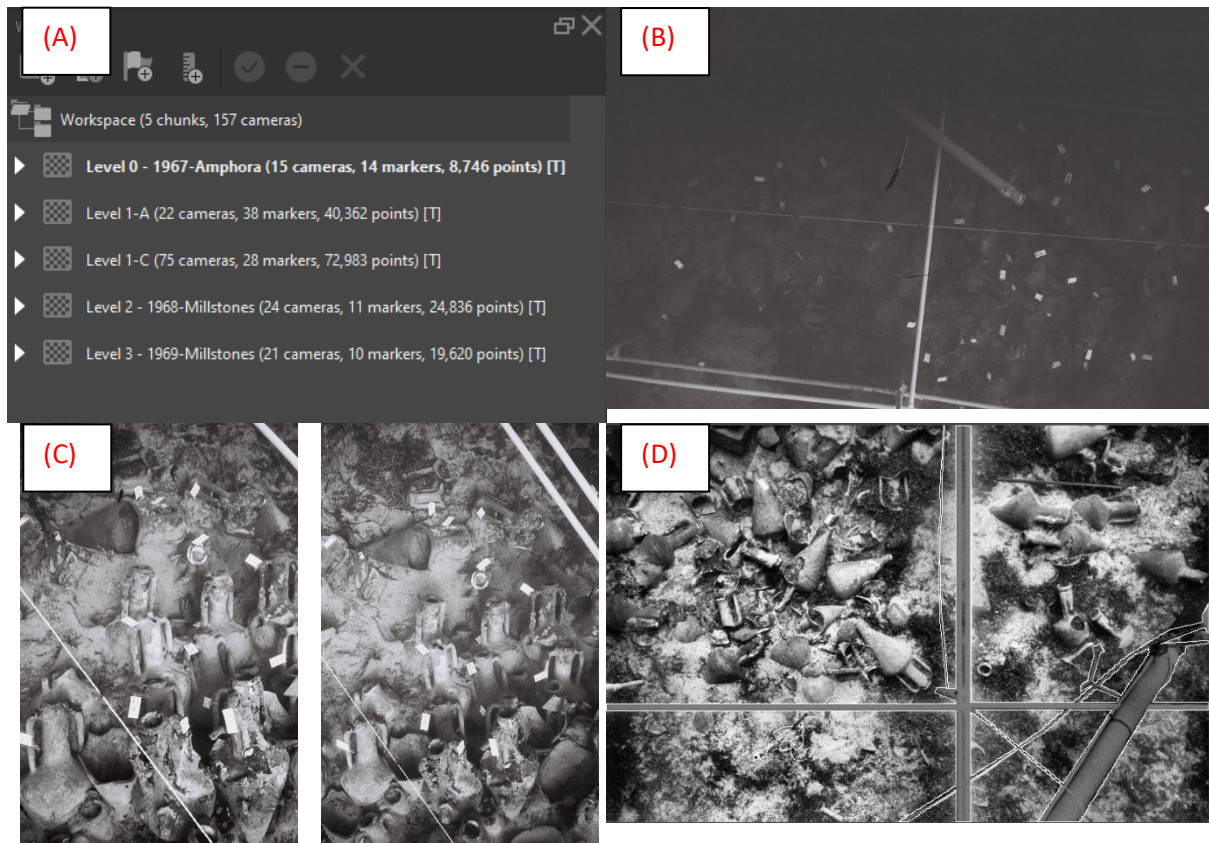 (A)
Workspace (5 chunks, 157 cameras)
Level 0 - 1967-Amphora (15 cameras, 14 markers, 8,746 points) [T]
Level 1-A (22 cameras, 38 markers, 40,362 points) [T]
Level 1-C (75 cameras, 28 markers, 72,983 points) [T]
Level 2 - 1968-Millstones (24 cameras, 11 markers, 24,836 points) [T]
Level 3 - 1969-Millstones (21 cameras, 10 markers, 19,620 points) [T]
(B)
(C)
(D)